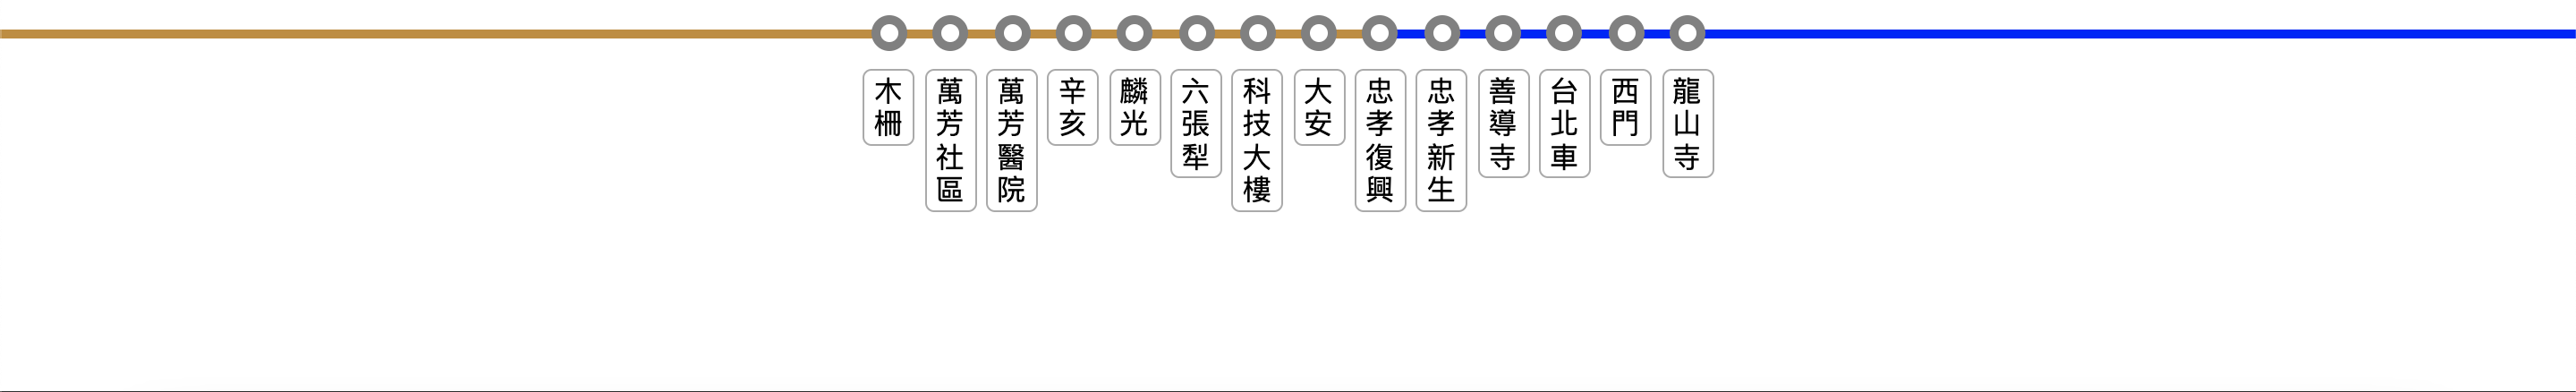 木柵
萬芳社區
萬芳醫院
辛亥
麟光
六張犁
科技大樓
大安
忠孝復興
忠孝新生
善導寺
台北車
西門
龍山寺